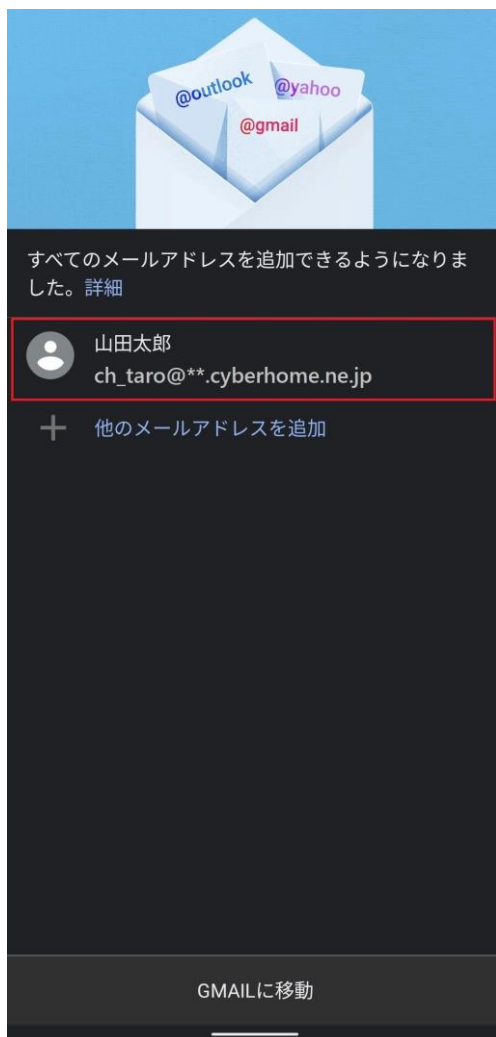 @outlook @yahoo
@gmail
すべてのメールアドレスを追加できるようになりま
した。詳細
山田太郎
ch_taro@**.cyberhome.ne.jp
他のメールアドレスを追加
GMAILに移動